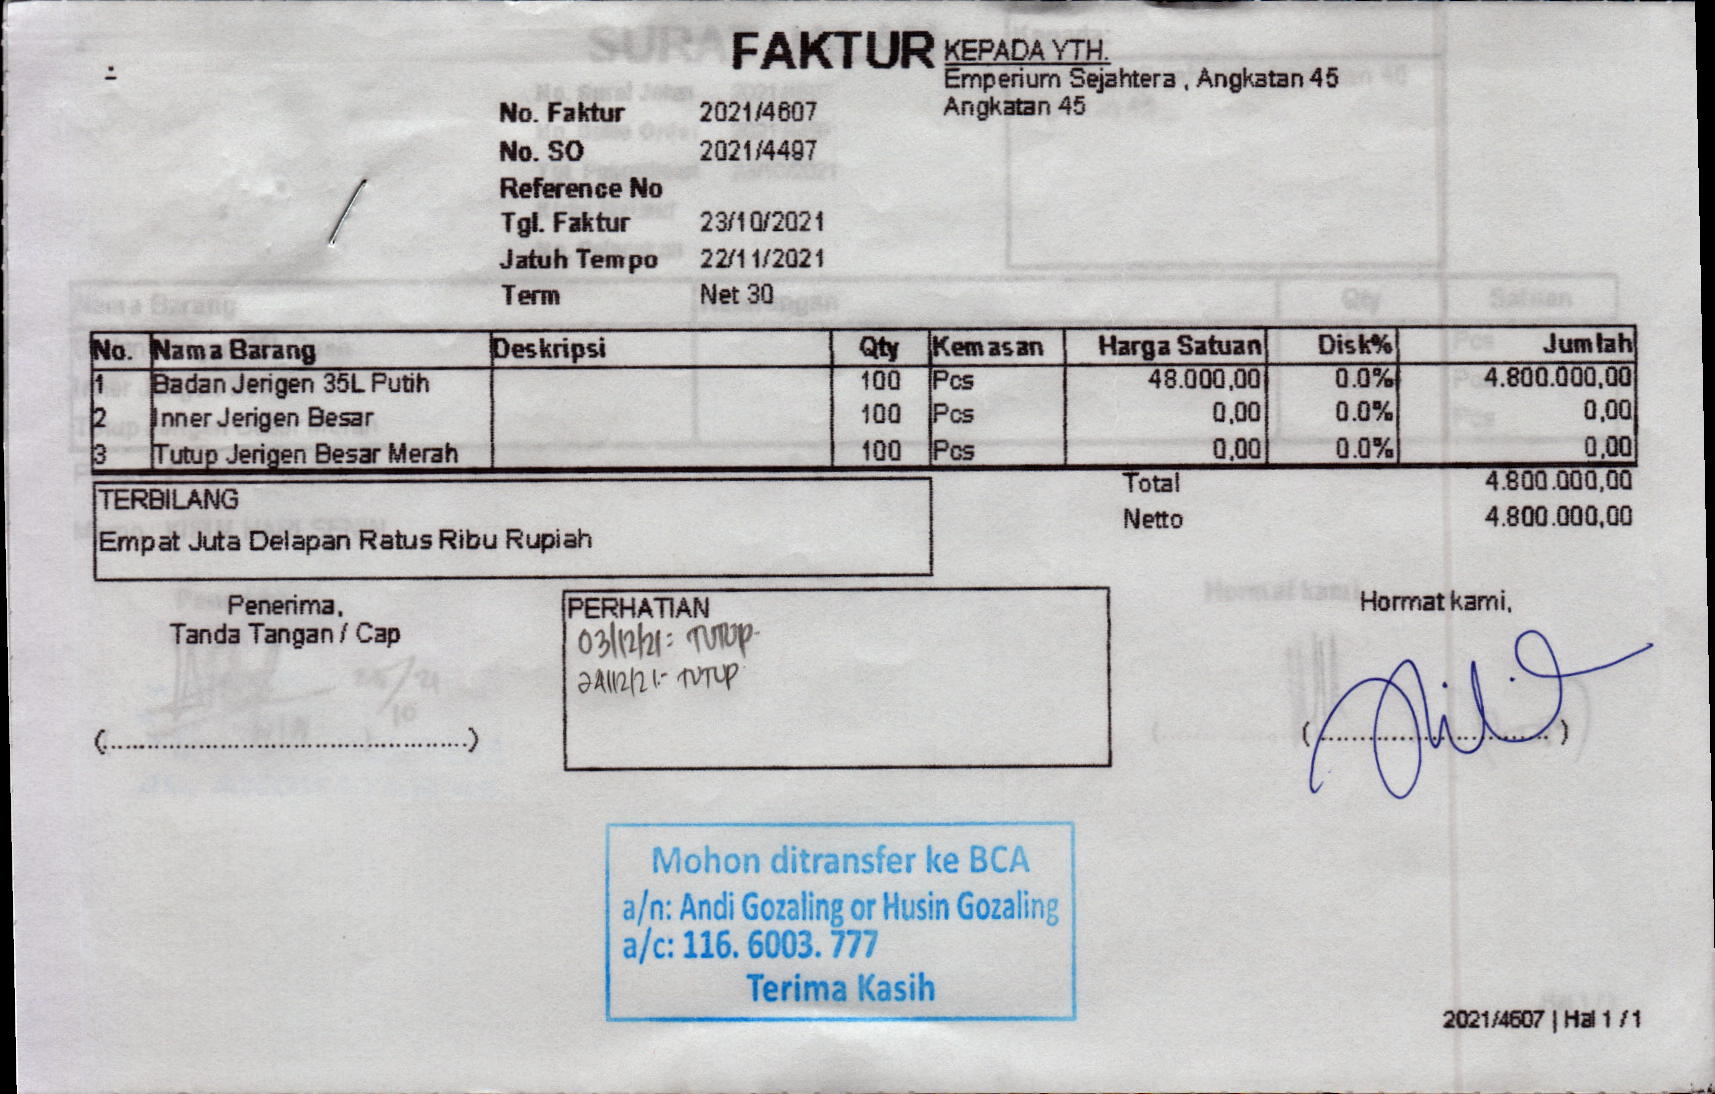 FAKTUR
KEPADA YTH.
Emperium Sejahtera , Angkatan 45
Angkatan 45
No. Faktur 2021/4607
No. SO 2021/4497
Reference No
Tgl. Faktur 23/10/2021
Jatuh Tempo 22/11/2021
Term Net 30
No. Nama Barang Deskripsi Qty Kemasan Harga Satuan Disk% Jumlah
1 Badan Jerigen 35L Putih 100 Pcs 48.000,00 0.0% 4.800.000,00
2 Inner Jerigen Besar 100 Pcs 0,00 0.0% 0,00
3 Tutup Jerigen Besar Merah 100 Pcs 0,00 0.0% 0,00
Total 4.800.000,00
Netto 4.800.000,00
TERBILANG
Empat Juta Delapan Ratus Ribu Rupiah
Penerima,
Tanda Tangan / Cap
(................................................)
PERHATIAN
03/12/21: TUTUP
/12/21- TUTUP
Hormat kami,
(................................)
Mohon ditransfer ke BCA
a/n: Andi Gozaling or Husin Gozaling
a/c: 116. 6003. 777
Terima Kasih
2021/4607 | Hal 1 / 1